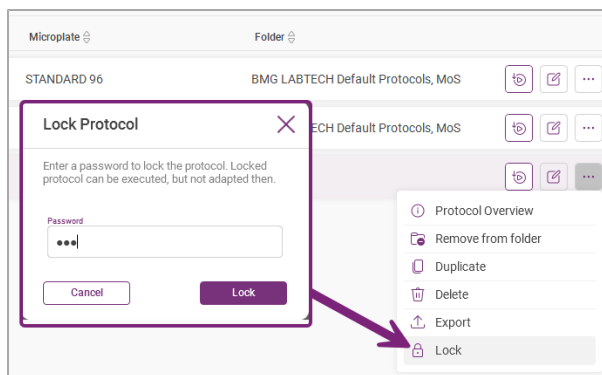 Microplate Folder
STANDARD 96 BMG LABTECH Default Protocols, MoS
Lock Protocol
ECH Default Protocols, MoS
Enter a password to lock the protocol. Locked
protocol can be executed, but not adapted then.
Password
•••
Cancel Lock
Protocol Overview
Remove from folder
Duplicate
Delete
Export
Lock